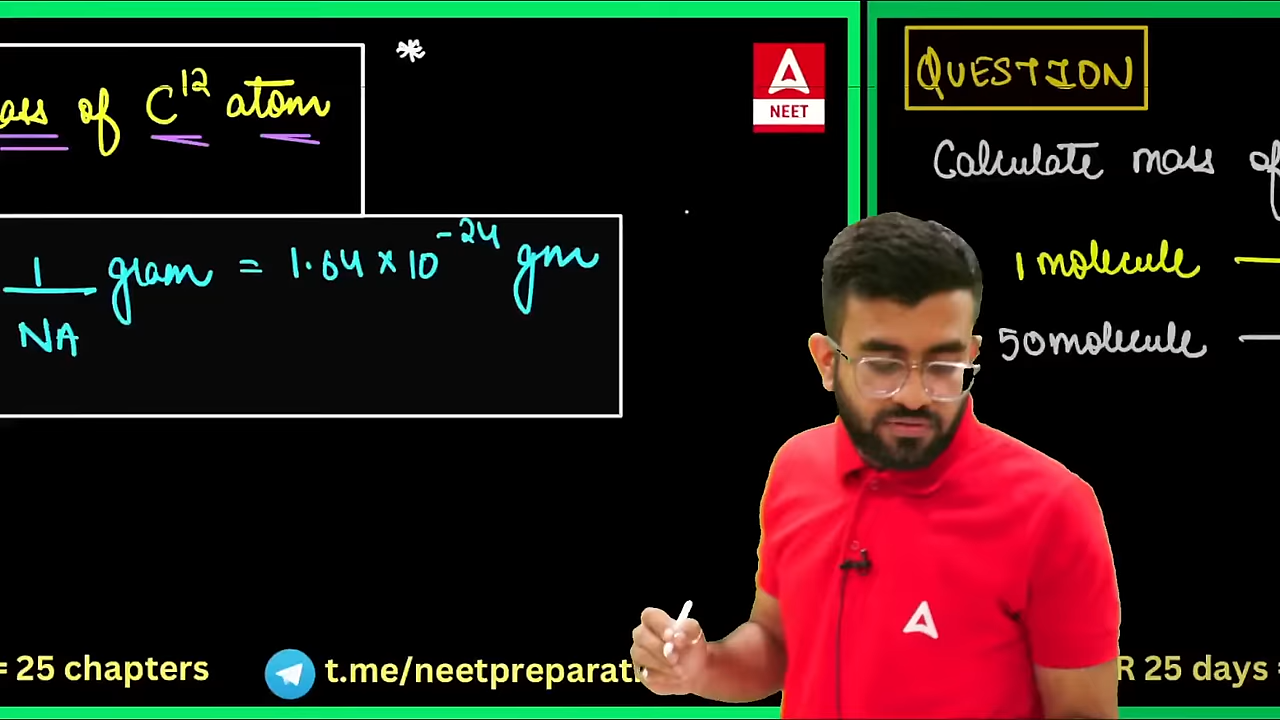 of C¹² atom
*
NEET
1/NA gram = 1.64 × 10⁻²⁴ gm
QUESTION
Calculate mass of
1 molecule
50 molecule
= 25 chapters
t.me/neetpreparati
R 25 days =